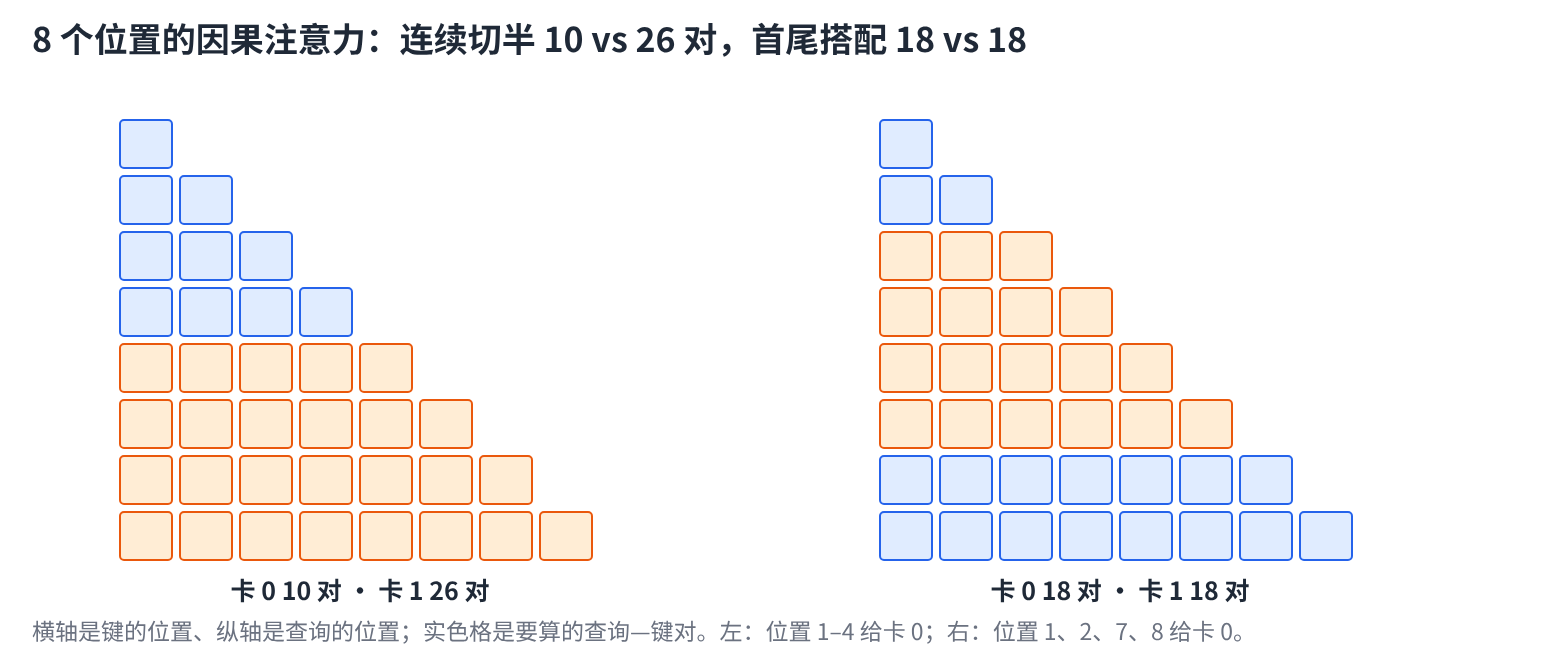 8 个位置的因果注意力：连续切半 10 vs 26 对，首尾搭配 18 vs 18
卡 0 10 对 · 卡 1 26 对
卡 0 18 对 · 卡 1 18 对
横轴是键的位置、纵轴是查询的位置；实色格是要算的查询—键对。左：位置 1–4 给卡 0；右：位置 1、2、7、8 给卡 0。